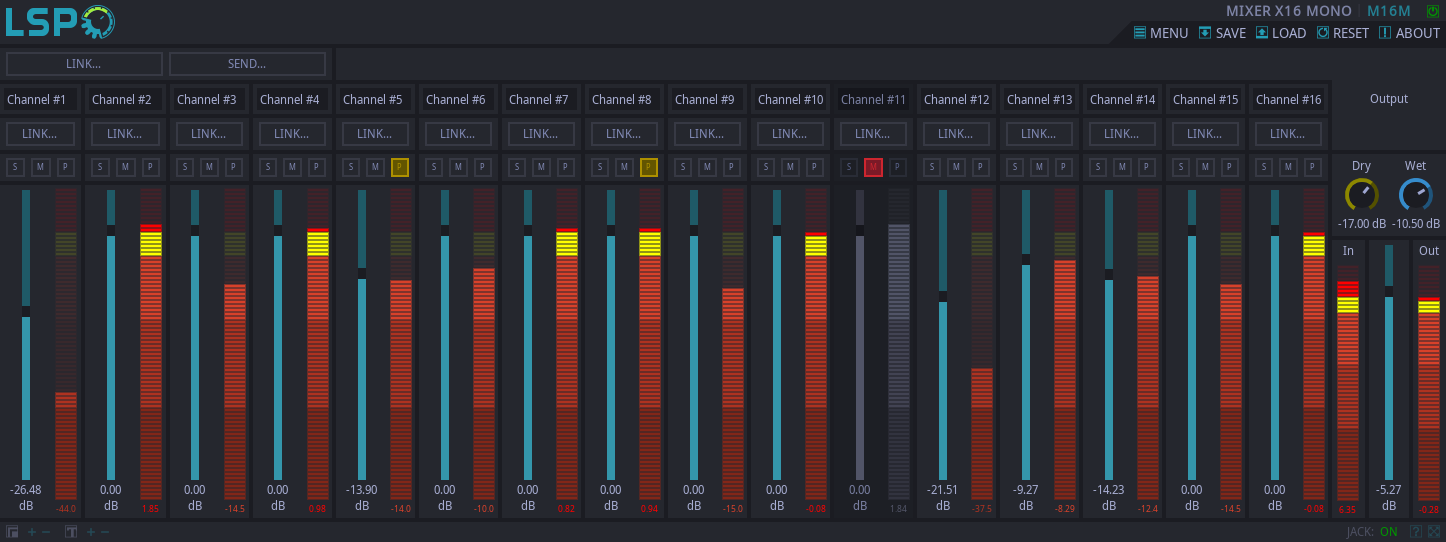 LSP
MIXER X16 MONO M16M
MENU SAVE LOAD RESET ABOUT
LINK... SEND...
Channel #1 Channel #2 Channel #3 Channel #4 Channel #5 Channel #6 Channel #7 Channel #8 Channel #9 Channel #10 Channel #11 Channel #12 Channel #13 Channel #14 Channel #15 Channel #16 Output
LINK... LINK... LINK... LINK... LINK... LINK... LINK... LINK... LINK... LINK... LINK... LINK... LINK... LINK... LINK... LINK...
S M P S M P S M P S M P S M P S M P S M P S M P S M P S M P S M P S M P S M P S M P S M P S M P
Dry Wet
-17.00 dB -10.50 dB
In Out
-26.48 0.00 0.00 0.00 -13.90 0.00 0.00 0.00 0.00 0.00 0.00 -21.51 -9.27 -14.23 0.00 0.00 -5.27
dB dB dB dB dB dB dB dB dB dB dB dB dB dB dB dB dB
-44.0 1.85 -14.5 0.98 -14.0 -10.0 0.82 0.94 -15.0 -0.08 1.84 -37.5 -8.29 -12.4 -14.5 -0.08 6.35 -0.28
JACK: ON